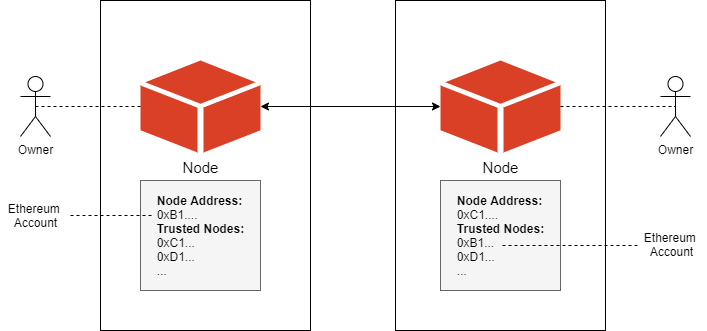 Owner
Node
Node Address:
0xB1....
Trusted Nodes:
0xC1...
0xD1...
...
Ethereum
Account
Node
Node Address:
0xC1....
Trusted Nodes:
0xB1...
0xD1...
...
Owner
Ethereum
Account